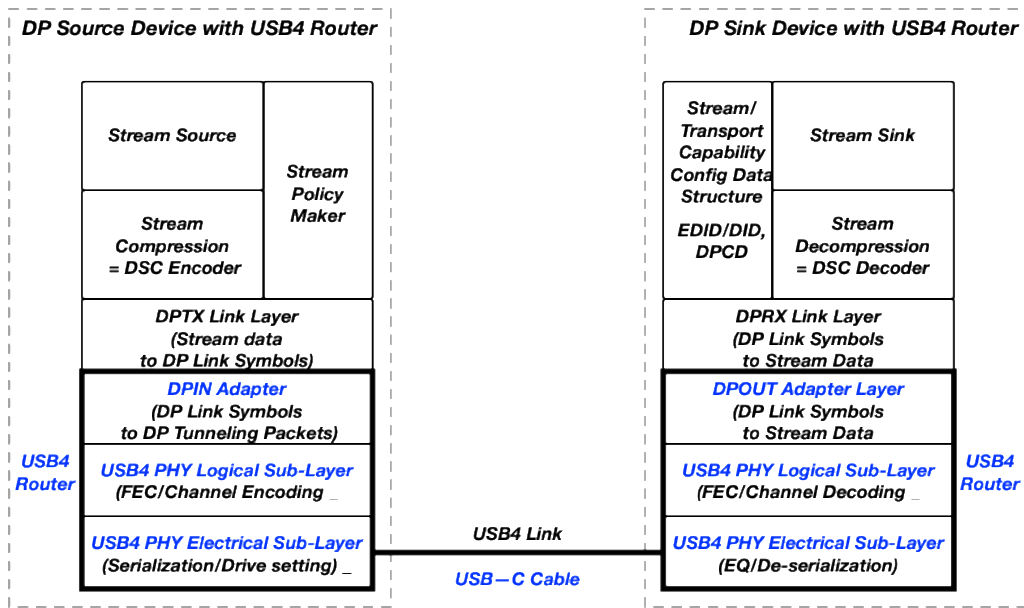 DP Source Device with USB4 Router
Stream Source
Stream
Policy
Maker
Stream
Compression
= DSC Encoder
DPTX Link Layer
(Stream data
to DP Link Symbols)
DPIN Adapter
(DP Link Symbols
to DP Tunneling Packets)
USB4
Router
USB4 PHY Logical Sub-Layer
(FEC/Channel Encoding _
USB4 PHY Electrical Sub-Layer
(Serialization/Drive setting) _
USB4 Link
USB—C Cable
DP Sink Device with USB4 Router
Stream/
Transport
Capability
Config Data
Structure
EDID/DID,
DPCD
Stream Sink
Stream
Decompression
= DSC Decoder
DPRX Link Layer
(DP Link Symbols
to Stream Data
DPOUT Adapter Layer
(DP Link Symbols
to Stream Data
USB4 PHY Logical Sub-Layer
(FEC/Channel Decoding _
USB4
Router
USB4 PHY Electrical Sub-Layer
(EQ/De-serialization)